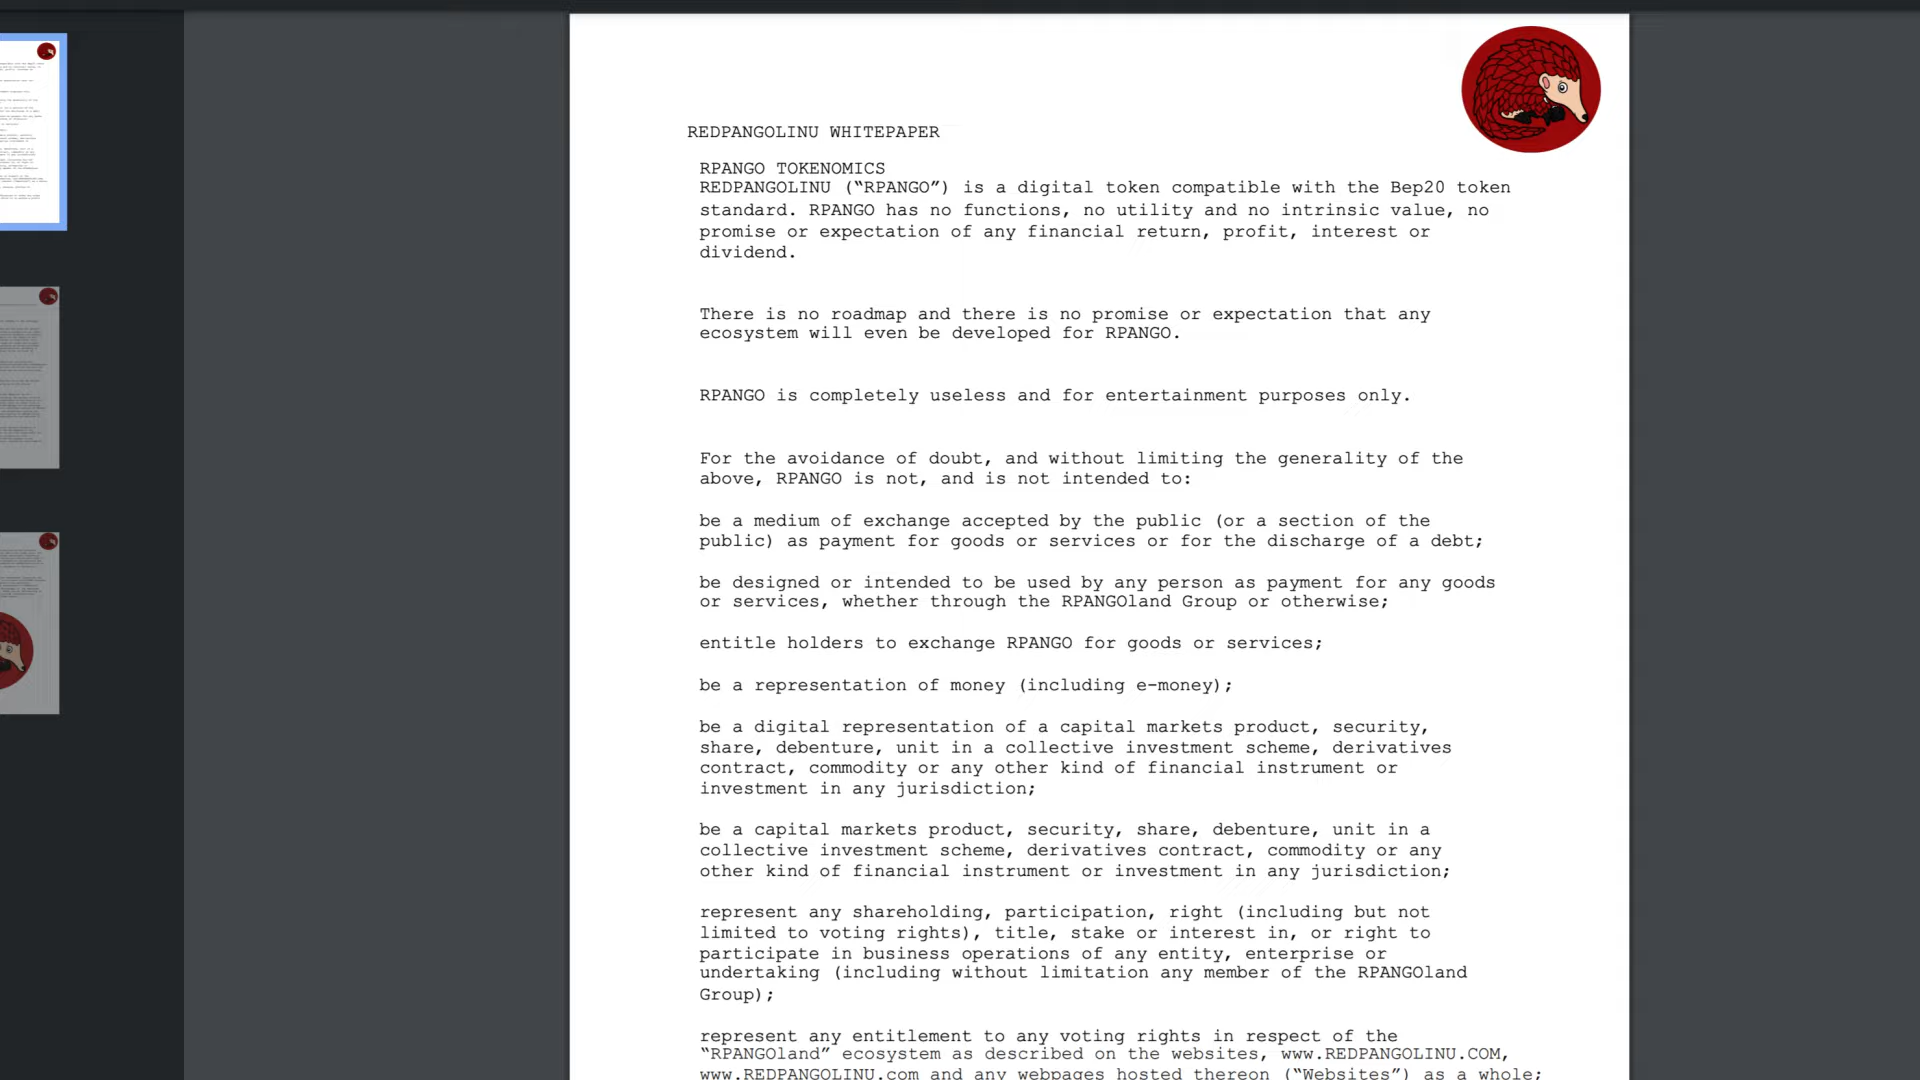 REDPANGOLINU WHITEPAPER
RPANGO TOKENOMICS
REDPANGOLINU (“RPANGO”) is a digital token compatible with the Bep20 token
standard. RPANGO has no functions, no utility and no intrinsic value, no
promise or expectation of any financial return, profit, interest or
dividend.
There is no roadmap and there is no promise or expectation that any
ecosystem will even be developed for RPANGO.
RPANGO is completely useless and for entertainment purposes only.
For the avoidance of doubt, and without limiting the generality of the
above, RPANGO is not, and is not intended to:
be a medium of exchange accepted by the public (or a section of the
public) as payment for goods or services or for the discharge of a debt;
be designed or intended to be used by any person as payment for any goods
or services, whether through the RPANGOland Group or otherwise;
entitle holders to exchange RPANGO for goods or services;
be a representation of money (including e-money);
be a digital representation of a capital markets product, security,
share, debenture, unit in a collective investment scheme, derivatives
contract, commodity or any other kind of financial instrument or
investment in any jurisdiction;
be a capital markets product, security, share, debenture, unit in a
collective investment scheme, derivatives contract, commodity or any
other kind of financial instrument or investment in any jurisdiction;
represent any shareholding, participation, right (including but not
limited to voting rights), title, stake or interest in, or right to
participate in business operations of any entity, enterprise or
undertaking (including without limitation any member of the RPANGOland
Group);
represent any entitlement to any voting rights in respect of the
“RPANGOland” ecosystem as described on the websites, www.REDPANGOLINU.COM,
www.REDPANGOLINU.com and any webpages hosted thereon (“Websites”) as a whole;